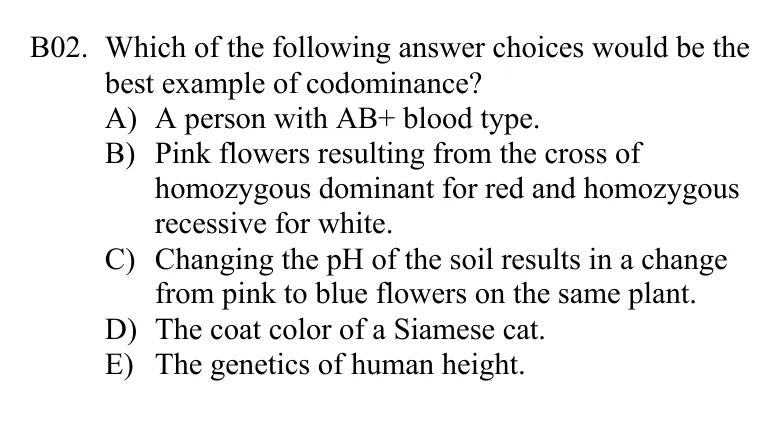 B02. Which of the following answer choices would be the
best example of codominance?
A) A person with AB+ blood type.
B) Pink flowers resulting from the cross of
homozygous dominant for red and homozygous
recessive for white.
C) Changing the pH of the soil results in a change
from pink to blue flowers on the same plant.
D) The coat color of a Siamese cat.
E) The genetics of human height.